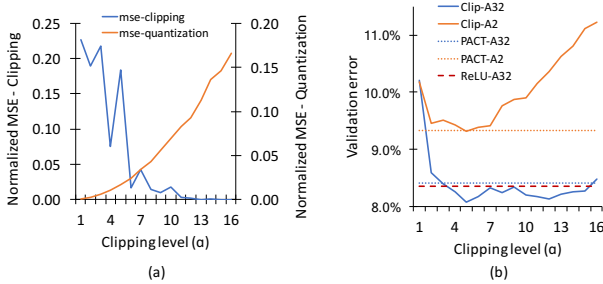 mse-clipping
mse-quantization
Normalized MSE - Clipping
0.25
0.20
0.15
0.10
0.05
0.00
Normalized MSE - Quantization
0.20
0.15
0.10
0.05
0.00
1 4 7 10 13 16
Clipping level (α)
(a)
Clip-A32
Clip-A2
PACT-A32
PACT-A2
ReLU-A32
Validation error
11.0%
10.0%
9.0%
8.0%
1 4 7 10 13 16
Clipping level (α)
(b)